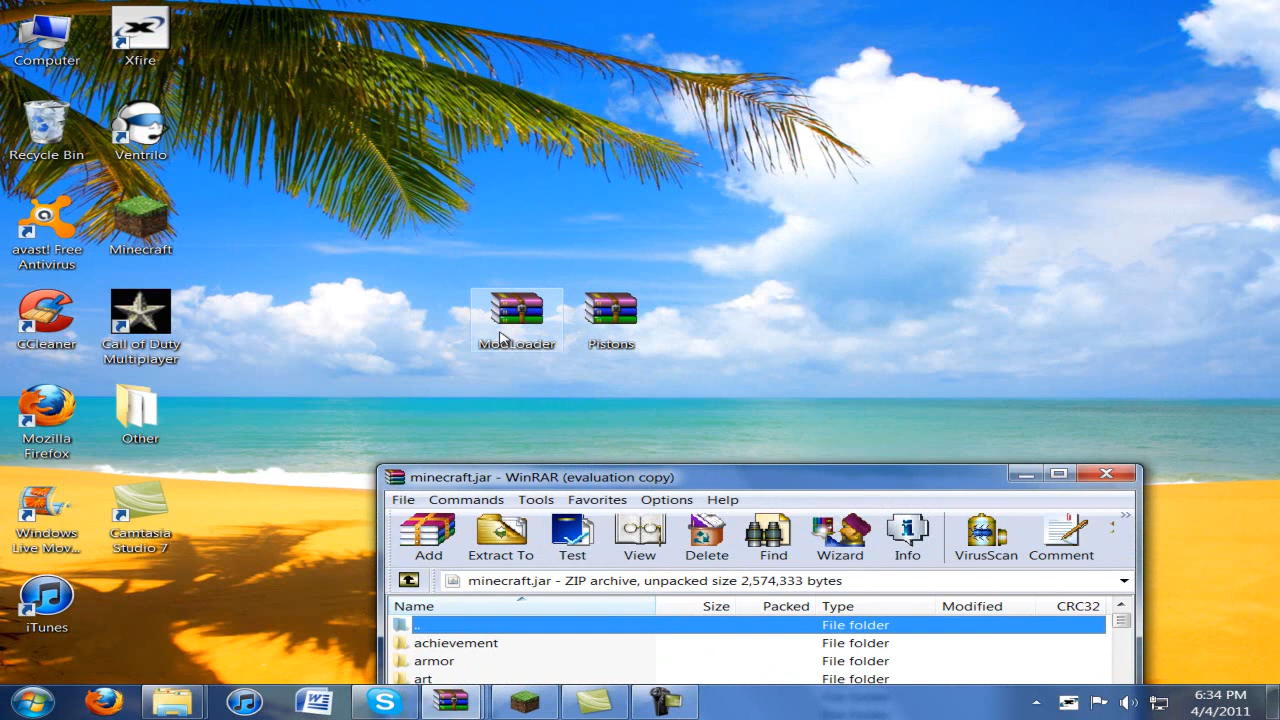 Computer
Xfire
Recycle Bin
Ventrilo
avast! Free
Antivirus
Minecraft
CCleaner
Call of Duty
Multiplayer
ModLoader
Pistons
Mozilla
Firefox
Other
Windows
Live Mov...
Camtasia
Studio 7
iTunes
minecraft.jar - WinRAR (evaluation copy)
File Commands Tools Favorites Options Help
Add Extract To Test View Delete Find Wizard Info VirusScan Comment
minecraft.jar - ZIP archive, unpacked size 2,574,333 bytes
Name Size Packed Type Modified CRC32
.. File folder
achievement File folder
armor File folder
art File folder
6:34 PM
4/4/2011